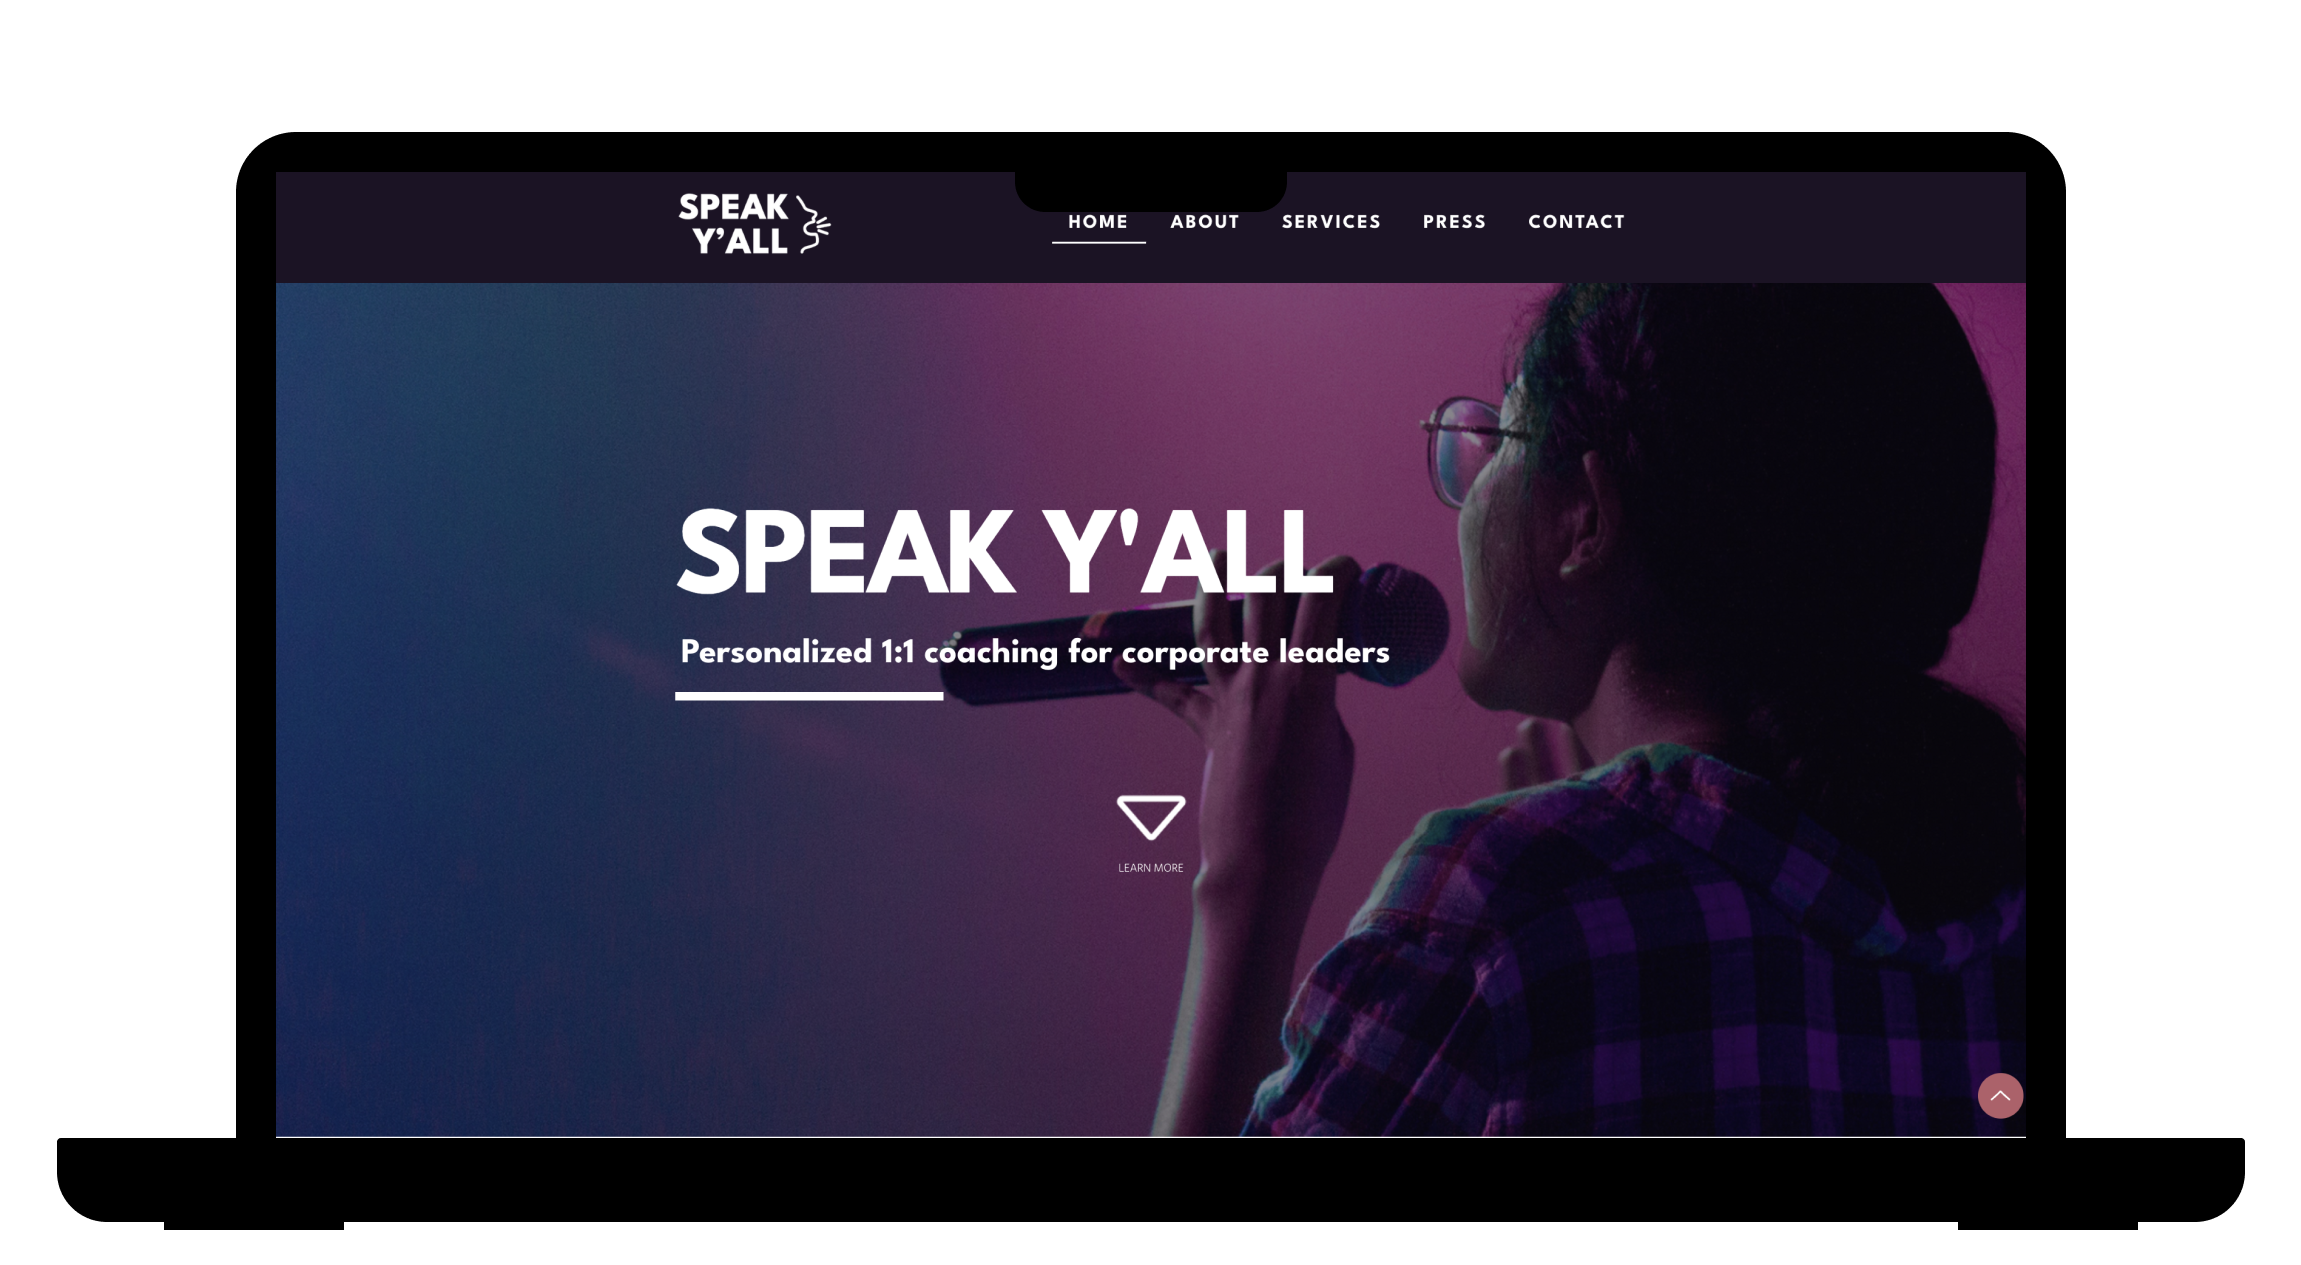 SPEAK
Y’ALL
HOME ABOUT SERVICES PRESS CONTACT
SPEAK Y'ALL
Personalized 1:1 coaching for corporate leaders
LEARN MORE